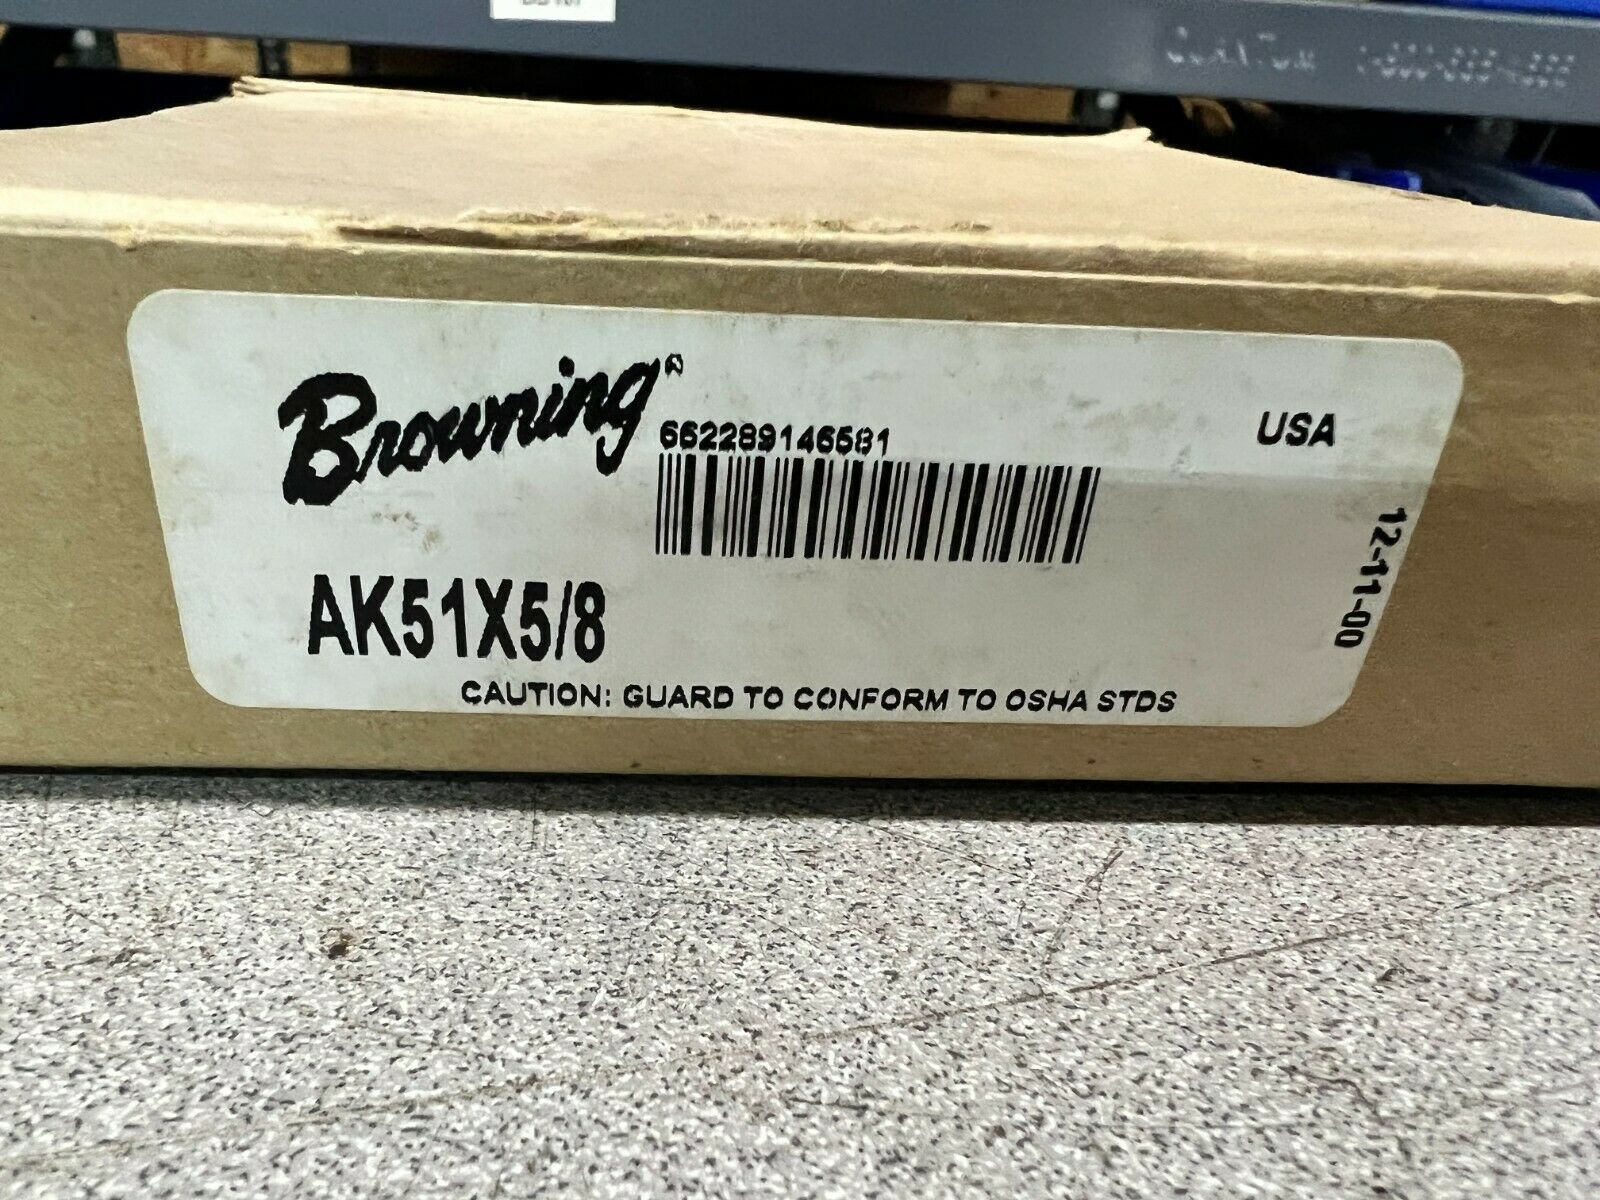 Browning®
662289146581
USA
12-11-00
AK51X5/8
CAUTION: GUARD TO CONFORM TO OSHA STDS